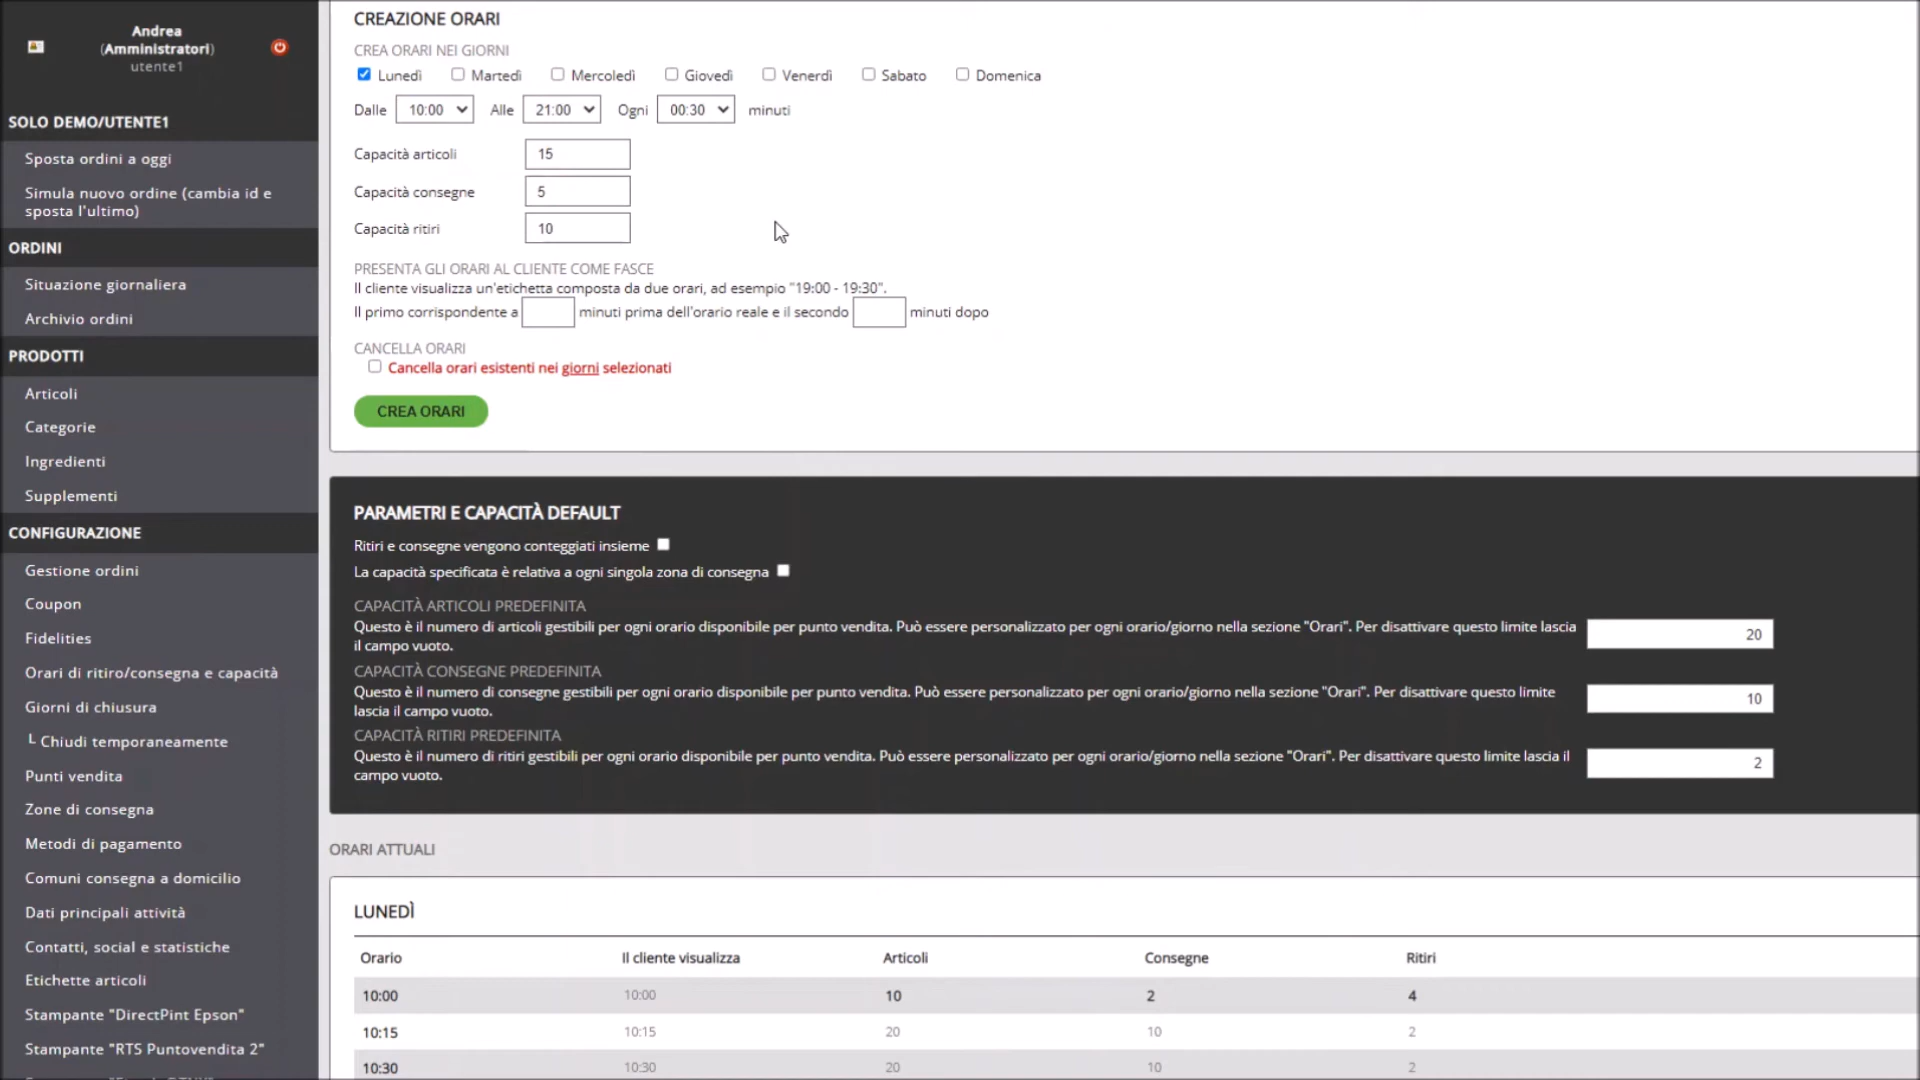 Andrea
(Amministratori)
utente1
SOLO DEMO/UTENTE1
Sposta ordini a oggi
Simula nuovo ordine (cambia id e
sposta l'ultimo)
ORDINI
Situazione giornaliera
Archivio ordini
PRODOTTI
Articoli
Categorie
Ingredienti
Supplementi
CONFIGURAZIONE
Gestione ordini
Coupon
Fidelities
Orari di ritiro/consegna e capacità
Giorni di chiusura
└ Chiudi temporaneamente
Punti vendita
Zone di consegna
Metodi di pagamento
Comuni consegna a domicilio
Dati principali attività
Contatti, social e statistiche
Etichette articoli
Stampante "DirectPint Epson"
Stampante "RTS Puntovendita 2"
CREAZIONE ORARI
CREA ORARI NEI GIORNI
Lunedì Martedì Mercoledì Giovedì Venerdì Sabato Domenica
Dalle 10:00 Alle 21:00 Ogni 00:30 minuti
Capacità articoli 15
Capacità consegne 5
Capacità ritiri 10
PRESENTA GLI ORARI AL CLIENTE COME FASCE
Il cliente visualizza un'etichetta composta da due orari, ad esempio "19:00 - 19:30".
Il primo corrispondente a minuti prima dell'orario reale e il secondo minuti dopo
CANCELLA ORARI
Cancella orari esistenti nei giorni selezionati
CREA ORARI
PARAMETRI E CAPACITÀ DEFAULT
Ritiri e consegne vengono conteggiati insieme
La capacità specificata è relativa a ogni singola zona di consegna
CAPACITÀ ARTICOLI PREDEFINITA
Questo è il numero di articoli gestibili per ogni orario disponibile per punto vendita. Può essere personalizzato per ogni orario/giorno nella sezione "Orari". Per disattivare questo limite lascia
il campo vuoto.
20
CAPACITÀ CONSEGNE PREDEFINITA
Questo è il numero di consegne gestibili per ogni orario disponibile per punto vendita. Può essere personalizzato per ogni orario/giorno nella sezione "Orari". Per disattivare questo limite
lascia il campo vuoto.
10
CAPACITÀ RITIRI PREDEFINITA
Questo è il numero di ritiri gestibili per ogni orario disponibile per punto vendita. Può essere personalizzato per ogni orario/giorno nella sezione "Orari". Per disattivare questo limite lascia il
campo vuoto.
2
ORARI ATTUALI
LUNEDÌ
Orario Il cliente visualizza Articoli Consegne Ritiri
10:00 10:00 10 2 4
10:15 10:15 20 10 2
10:30 10:30 20 10 2